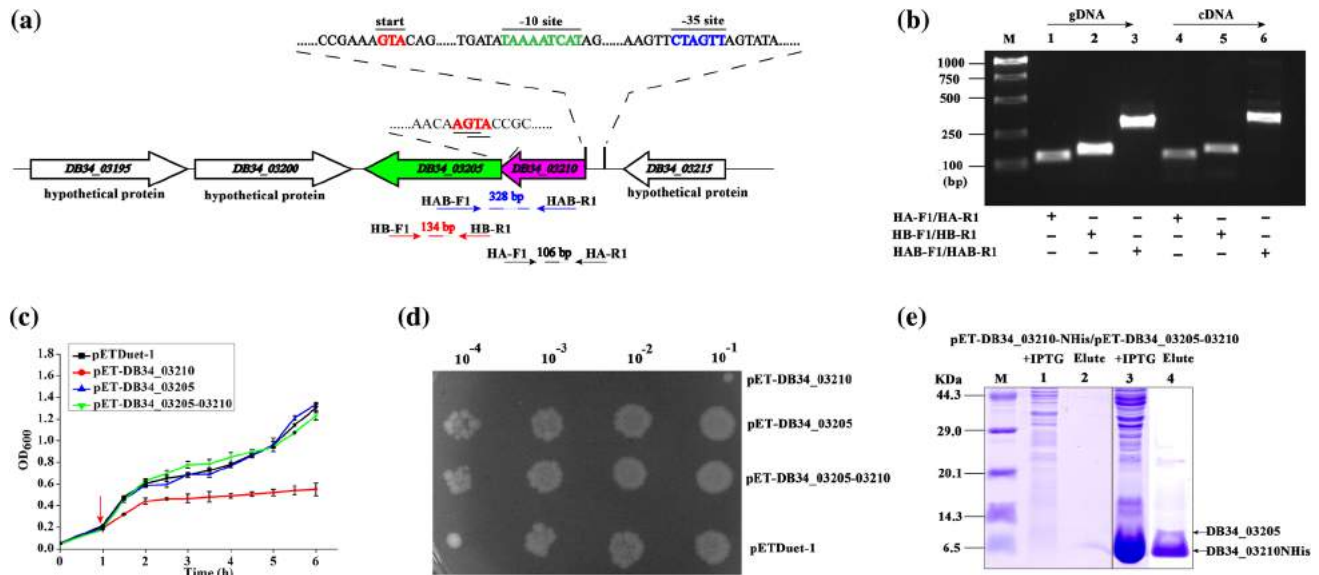 (a)
start
-10 site
-35 site
......CCGAAAGTACAG......TGATATAAAATCATAG......AAGTTCTAGTTAGTATA......
......AACAAGTACCGC......
DB34_03195
DB34_03200
DB34_03205
DB34_03210
DB34_03215
hypothetical protein
hypothetical protein
hypothetical protein
HAB-F1
328 bp
HAB-R1
HB-F1
134 bp
HB-R1
HA-F1
106 bp
HA-R1
(b)
gDNA
cDNA
M 1 2 3 4 5 6
1000
750
500
250
100
(bp)
HA-F1/HA-R1 + − − + − −
HB-F1/HB-R1 − + − − + −
HAB-F1/HAB-R1 − − + − − +
(c)
pETDuet-1
pET-DB34_03210
pET-DB34_03205
pET-DB34_03205-03210
1.8
1.6
1.4
1.2
1.0
0.8
0.6
0.4
0.2
0.0
OD600
0 1 2 3 4 5 6
Time (h)
(d)
10-4 10-3 10-2 10-1
pET-DB34_03210
pET-DB34_03205
pET-DB34_03205-03210
pETDuet-1
(e)
pET-DB34_03210-NHis/pET-DB34_03205-03210
+IPTG Elute +IPTG Elute
KDa M 1 2 3 4
44.3
29.0
20.1
14.3
6.5
DB34_03205
DB34_03210NHis